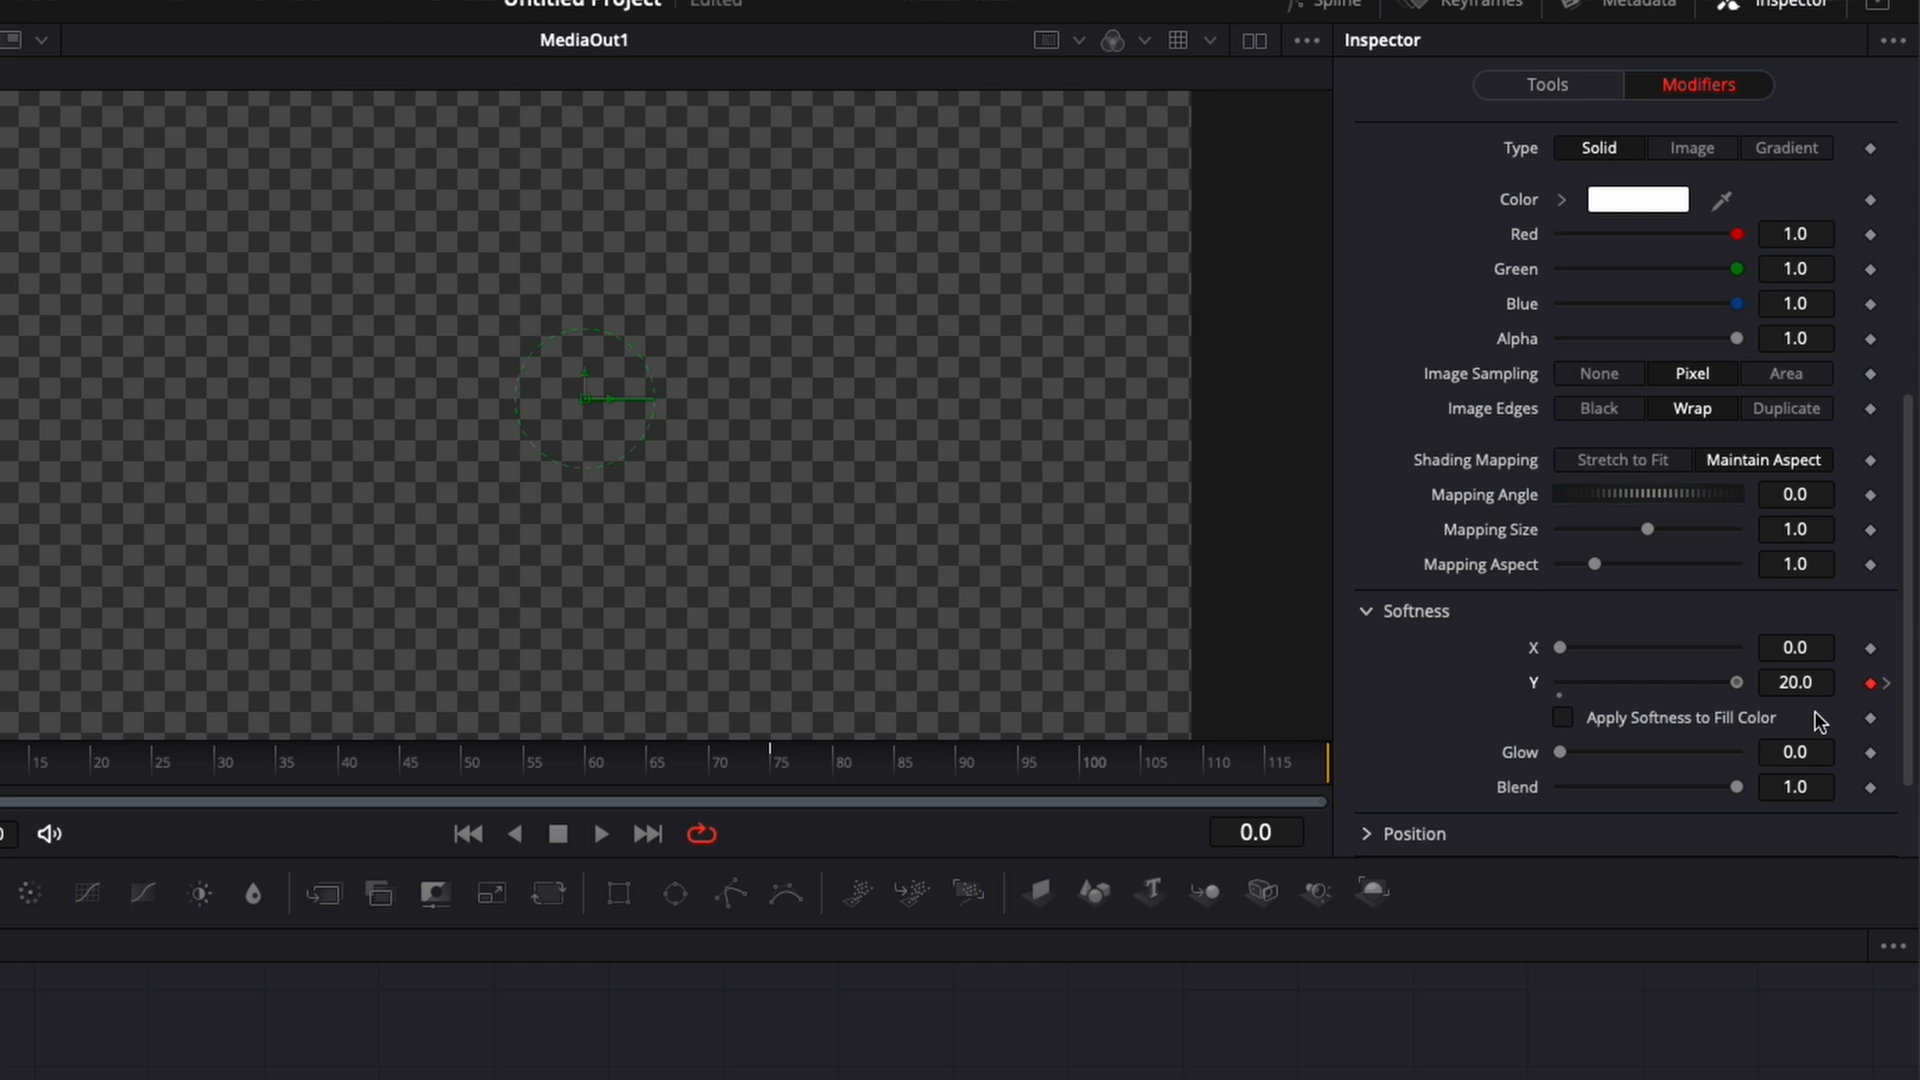 Untitled Project
Edited
Spline
Keyframes
Metadata
Inspector
MediaOut1
Inspector
Tools
Modifiers
Type
Solid
Image
Gradient
Color
Red
1.0
Green
1.0
Blue
1.0
Alpha
1.0
Image Sampling
None
Pixel
Area
Image Edges
Black
Wrap
Duplicate
Shading Mapping
Stretch to Fit
Maintain Aspect
Mapping Angle
0.0
Mapping Size
1.0
Mapping Aspect
1.0
Softness
X
0.0
Y
20.0
Apply Softness to Fill Color
Glow
0.0
Blend
1.0
Position
15 20 25 30 35 40 45 50 55 60 65 70 75 80 85 90 95 100 105 110 115
0.0